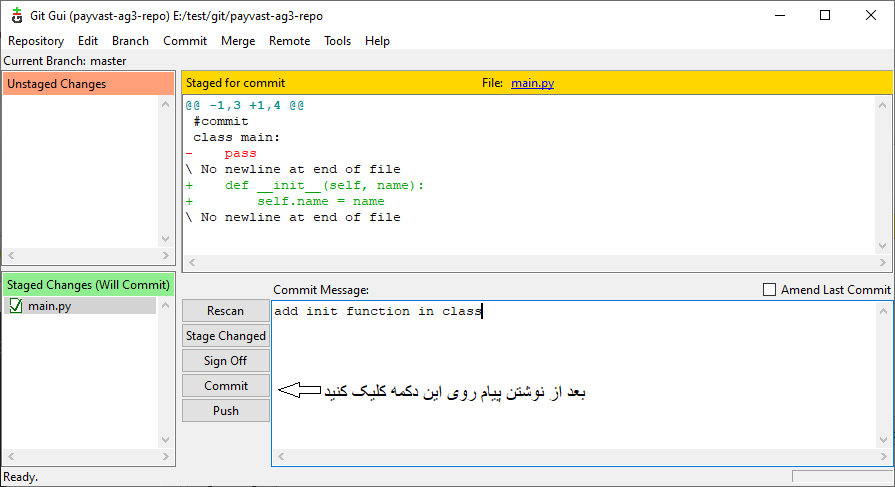 Git Gui (payvast-ag3-repo) E:/test/git/payvast-ag3-repo
Repository Edit Branch Commit Merge Remote Tools Help
Current Branch: master
Unstaged Changes
Staged for commit File: main.py
@@ -1,3 +1,4 @@
 #commit
 class main:
-    pass
\ No newline at end of file
+    def __init__(self, name):
+        self.name = name
\ No newline at end of file
Staged Changes (Will Commit)
main.py
Commit Message: Amend Last Commit
Rescan
Stage Changed
Sign Off
Commit
Push
add init function in class
بعد از نوشتن پیام روی این دکمه کلیک کنید
Ready.